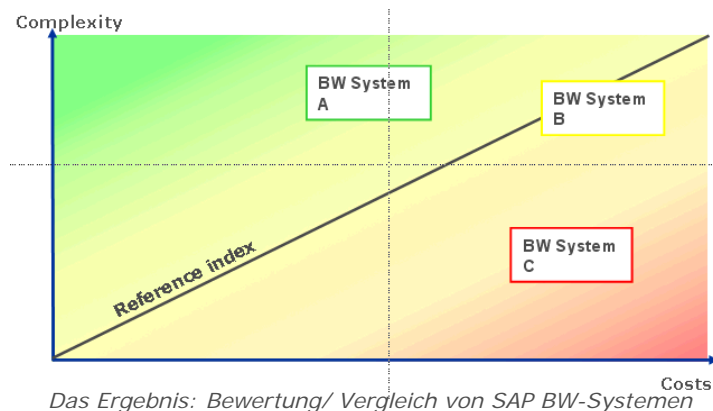 Complexity
BW System
A
BW System
B
BW System
C
Reference index
Costs
Das Ergebnis: Bewertung/ Vergleich von SAP BW-Systemen